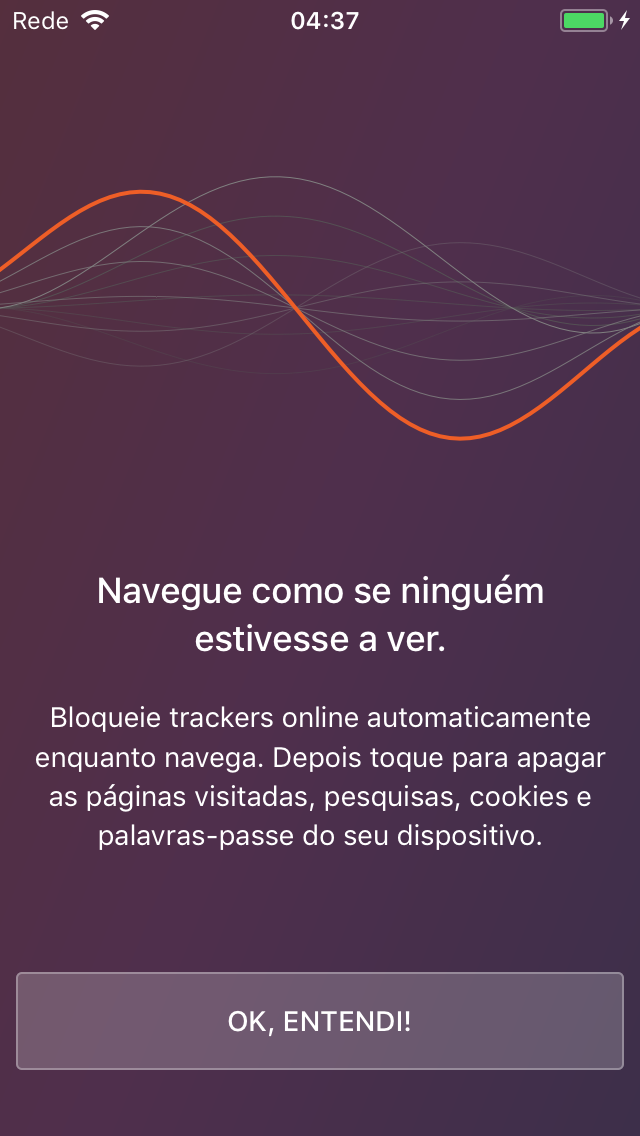 Rede 04:37
Navegue como se ninguém
estivesse a ver.
Bloqueie trackers online automaticamente
enquanto navega. Depois toque para apagar
as páginas visitadas, pesquisas, cookies e
palavras-passe do seu dispositivo.
OK, ENTENDI!